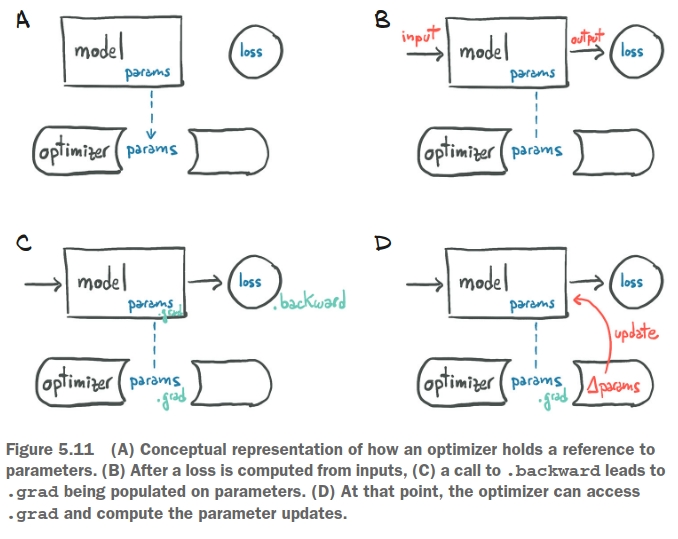 A
model
params
loss
optimizer
params
B
input
model
params
output
loss
optimizer
params
C
model
params
.grad
loss
.backward
optimizer
params
.grad
D
model
params
loss
update
optimizer
params
.grad
Δparams
Figure 5.11 (A) Conceptual representation of how an optimizer holds a reference to
parameters. (B) After a loss is computed from inputs, (C) a call to .backward leads to
.grad being populated on parameters. (D) At that point, the optimizer can access
.grad and compute the parameter updates.